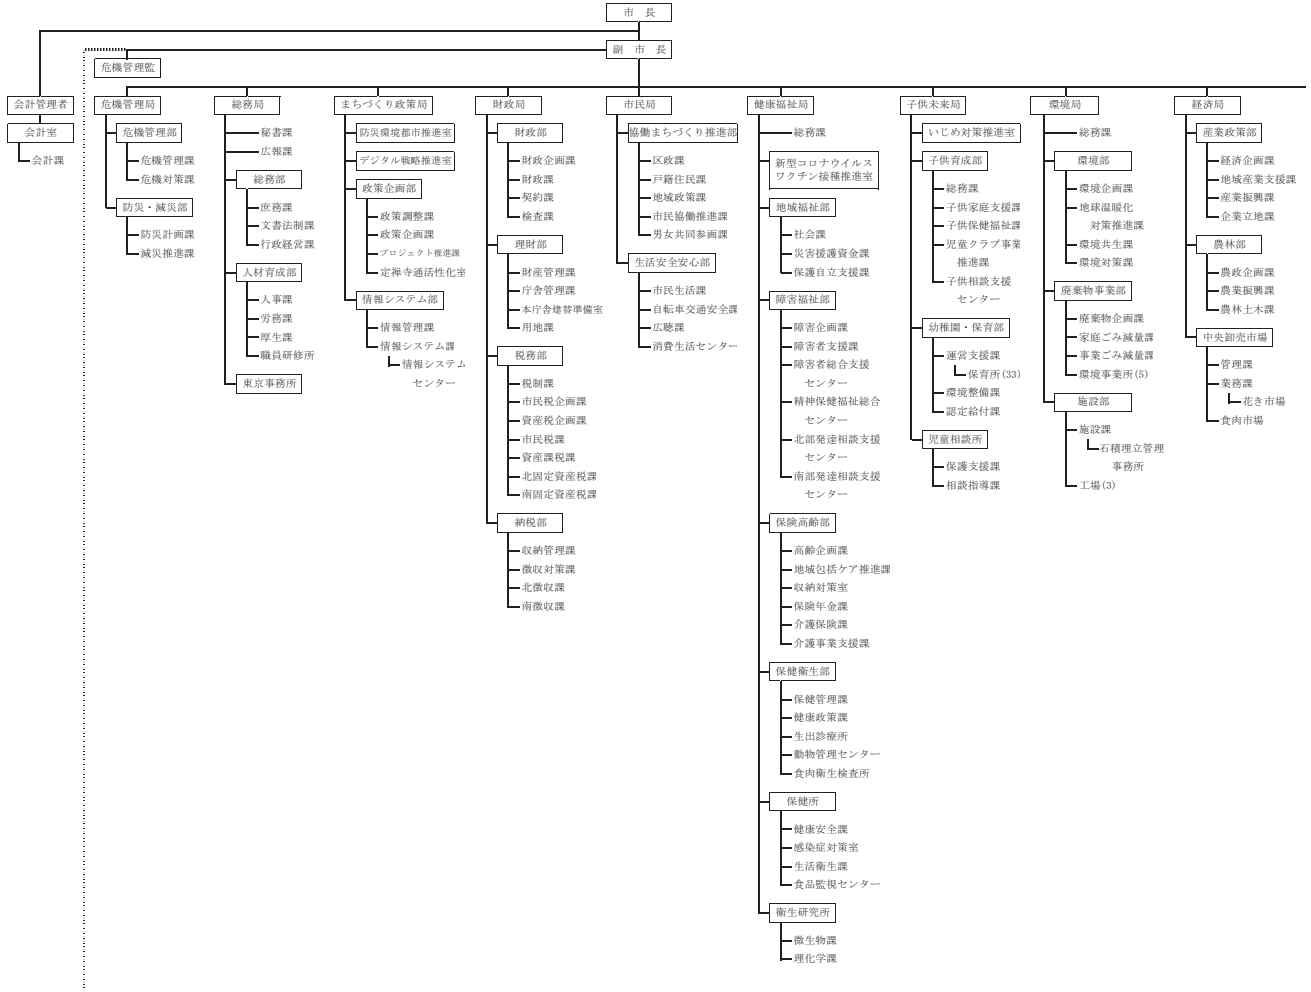 市　長
副　市　長
危機管理監
会計管理者
会計室
会計課
危機管理局
危機管理部
危機管理課
危機対策課
防災・減災部
防災計画課
減災推進課
総務局
秘書課
広報課
総務部
庶務課
文書法制課
行政経営課
人材育成部
人事課
労務課
厚生課
職員研修所
東京事務所
まちづくり政策局
防災環境都市推進室
デジタル戦略推進室
政策企画部
政策調整課
政策企画課
プロジェクト推進課
定禅寺通活性化室
情報システム部
情報管理課
情報システム課
情報システム
センター
財政局
財政部
財政企画課
財政課
契約課
検査課
理財部
財産管理課
庁舎管理課
本庁舎建替準備室
用地課
税務部
税制課
市民税企画課
資産税企画課
市民税課
資産課税課
北固定資産税課
南固定資産税課
納税部
収納管理課
徴収対策課
北徴収課
南徴収課
市民局
協働まちづくり推進部
区政課
戸籍住民課
地域政策課
市民協働推進課
男女共同参画課
生活安全安心部
市民生活課
自転車交通安全課
広聴課
消費生活センター
健康福祉局
総務課
新型コロナウイルス
ワクチン接種推進室
地域福祉部
社会課
災害援護資金課
保護自立支援課
障害福祉部
障害企画課
障害者支援課
障害者総合支援
センター
精神保健福祉総合
センター
北部発達相談支援
センター
南部発達相談支援
センター
保険高齢部
高齢企画課
地域包括ケア推進課
収納対策室
保険年金課
介護保険課
介護事業支援課
保健衛生部
保健管理課
健康政策課
生出診療所
動物管理センター
食肉衛生検査所
保健所
健康安全課
感染症対策室
生活衛生課
食品監視センター
衛生研究所
微生物課
理化学課
子供未来局
いじめ対策推進室
子供育成部
総務課
子供家庭支援課
子供保健福祉課
児童クラブ事業
推進課
子供相談支援
センター
幼稚園・保育部
運営支援課
保育所(33)
環境整備課
認定給付課
児童相談所
保護支援課
相談指導課
環境局
総務課
環境部
環境企画課
地球温暖化
対策推進課
環境共生課
環境対策課
廃棄物事業部
廃棄物企画課
家庭ごみ減量課
事業ごみ減量課
環境事業所(5)
施設部
施設課
石積埋立管理
事務所
工場(3)
経済局
産業政策部
経済企画課
地域産業支援課
産業振興課
企業立地課
農林部
農政企画課
農業振興課
農林土木課
中央卸売市場
管理課
業務課
花き市場
食肉市場